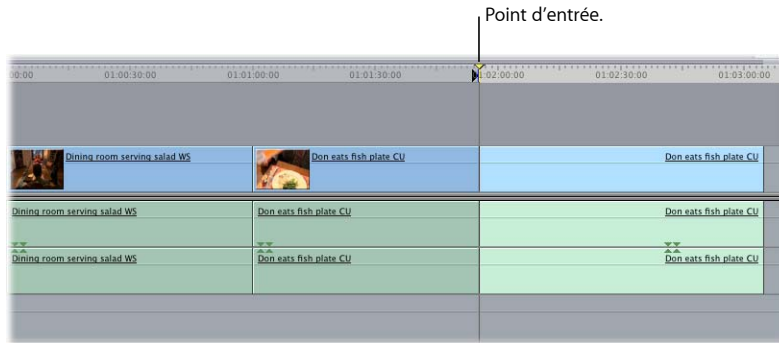 Point d'entrée.
00:00 01:00:30:00 01:01:00:00 01:01:30:00 01:02:00:00 01:02:30:00 01:03:00:00
Dining room serving salad WS Don eats fish plate CU Don eats fish plate CU
Dining room serving salad WS Don eats fish plate CU Don eats fish plate CU
Dining room serving salad WS Don eats fish plate CU Don eats fish plate CU